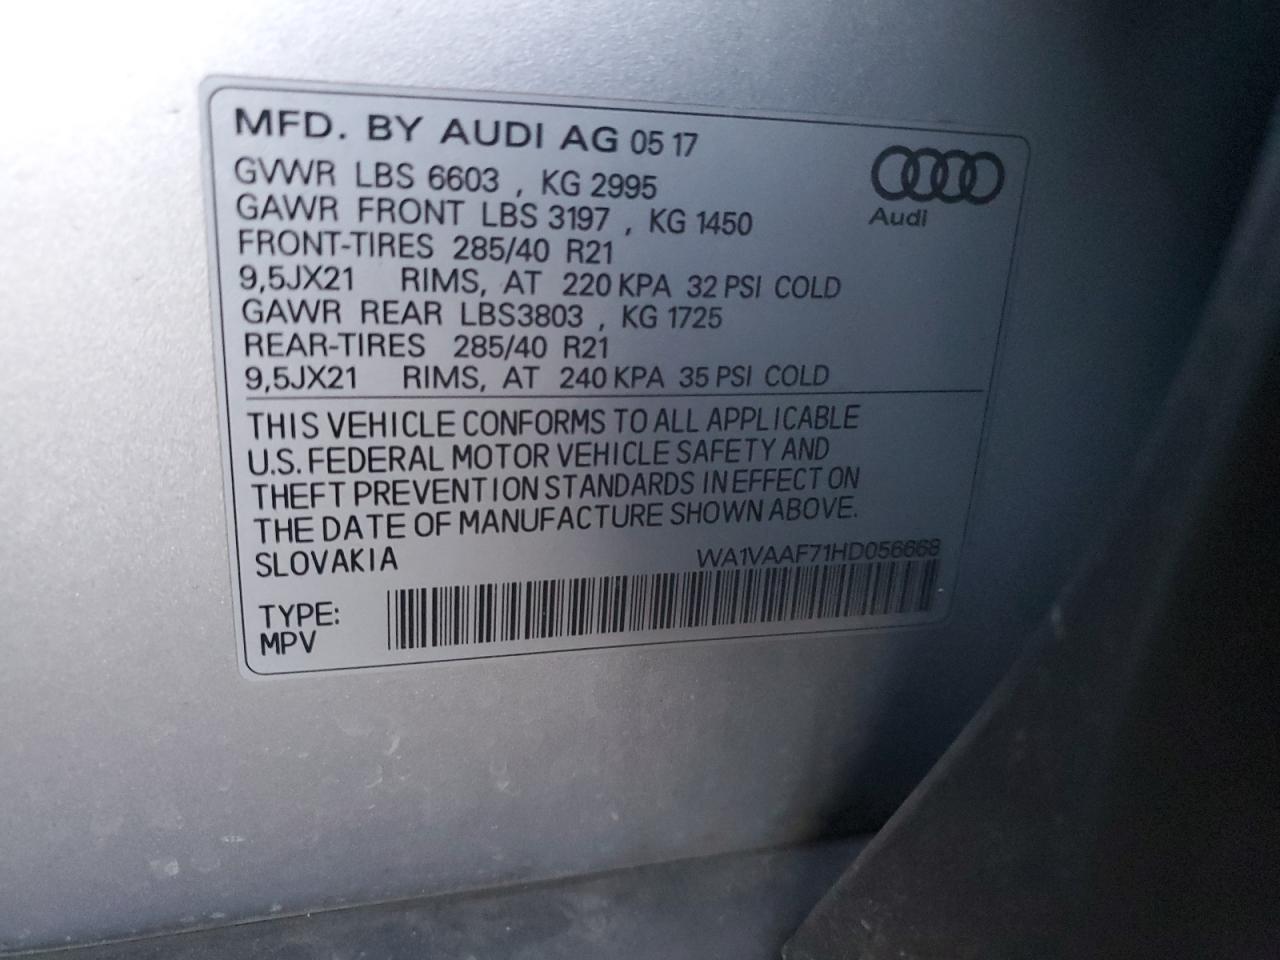 MFD. BY AUDI AG 05 17
GVWR LBS 6603 , KG 2995
GAWR FRONT LBS 3197 , KG 1450
FRONT-TIRES 285/40 R21
9,5JX21 RIMS, AT 220 KPA 32 PSI COLD
GAWR REAR LBS3803 , KG 1725
REAR-TIRES 285/40 R21
9,5JX21 RIMS, AT 240 KPA 35 PSI COLD
Audi
THIS VEHICLE CONFORMS TO ALL APPLICABLE
U.S. FEDERAL MOTOR VEHICLE SAFETY AND
THEFT PREVENTION STANDARDS IN EFFECT ON
THE DATE OF MANUFACTURE SHOWN ABOVE.
SLOVAKIA WA1VAAF71HD056668
TYPE:
MPV